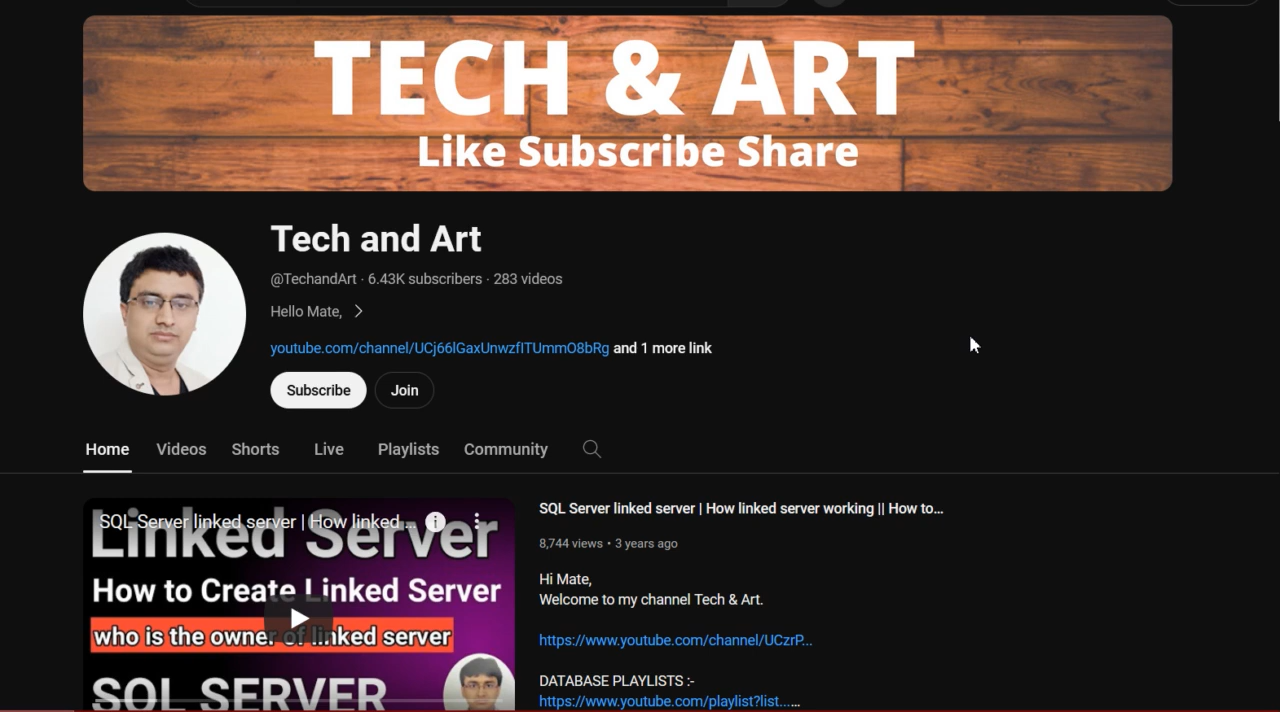 TECH & ART
Like Subscribe Share
Tech and Art
@TechandArt · 6.43K subscribers · 283 videos
Hello Mate,
youtube.com/channel/UCj66lGaxUnwzfITUmmO8bRg and 1 more link
Subscribe Join
Home Videos Shorts Live Playlists Community
SQL Server linked server | How linked ...
Linked Server
How to Create Linked Server
who is the owner of linked server
SQL SERVER
SQL Server linked server | How linked server working || How to...
8,744 views • 3 years ago
Hi Mate,
Welcome to my channel Tech & Art.
https://www.youtube.com/channel/UCzrP...
DATABASE PLAYLISTS :-
https://www.youtube.com/playlist?list...…